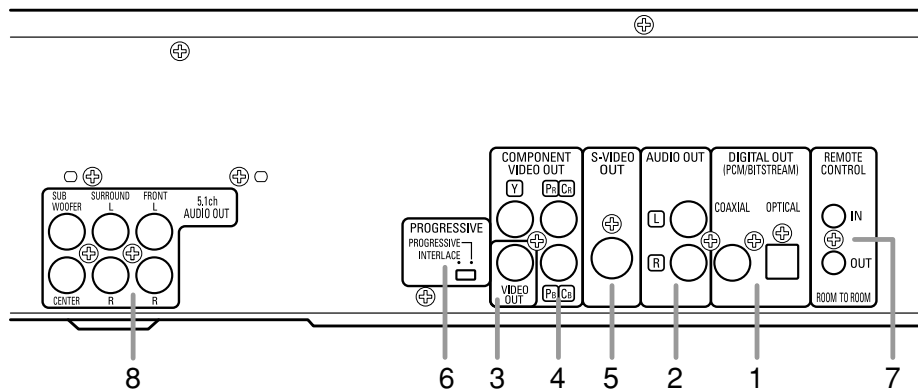 SUB WOOFER
SURROUND L
FRONT L
5.1ch AUDIO OUT
CENTER
R
R
PROGRESSIVE
PROGRESSIVE
INTERLACE
COMPONENT VIDEO OUT
Y
PR CR
VIDEO OUT
PB CB
S-VIDEO OUT
AUDIO OUT
L
R
DIGITAL OUT
(PCM/BITSTREAM)
COAXIAL
OPTICAL
REMOTE CONTROL
IN
OUT
ROOM TO ROOM
8
6
3
4
5
2
1
7